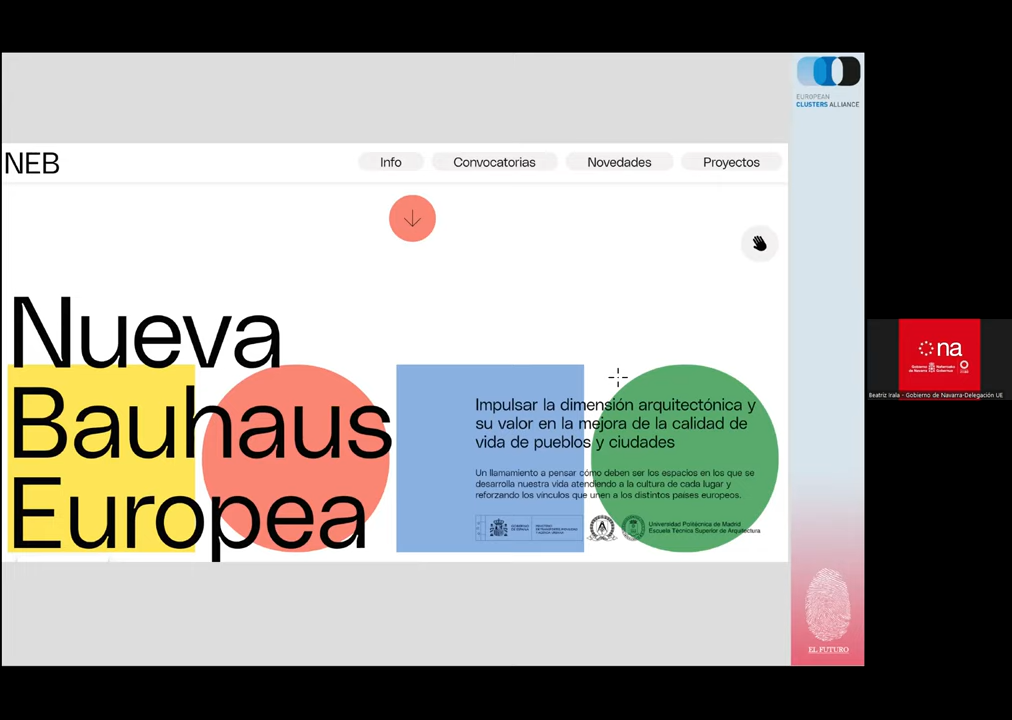 EUROPEAN
CLUSTERS ALLIANCE
NEB
Info
Convocatorias
Novedades
Proyectos
Nueva
Bauhaus
Europea
Impulsar la dimensión arquitectónica y
su valor en la mejora de la calidad de
vida de pueblos y ciudades
Un llamamiento a pensar cómo deben ser los espacios en los que se
desarrolla nuestra vida atendiendo a la cultura de cada lugar y
reforzando los vínculos que unen a los distintos países europeos.
Universidad Politécnica de Madrid
Escuela Técnica Superior de Arquitectura
EL FUTURO
na
Gobierno
de Navarra
Beatriz Irala - Gobierno de Navarra-Delegación UE